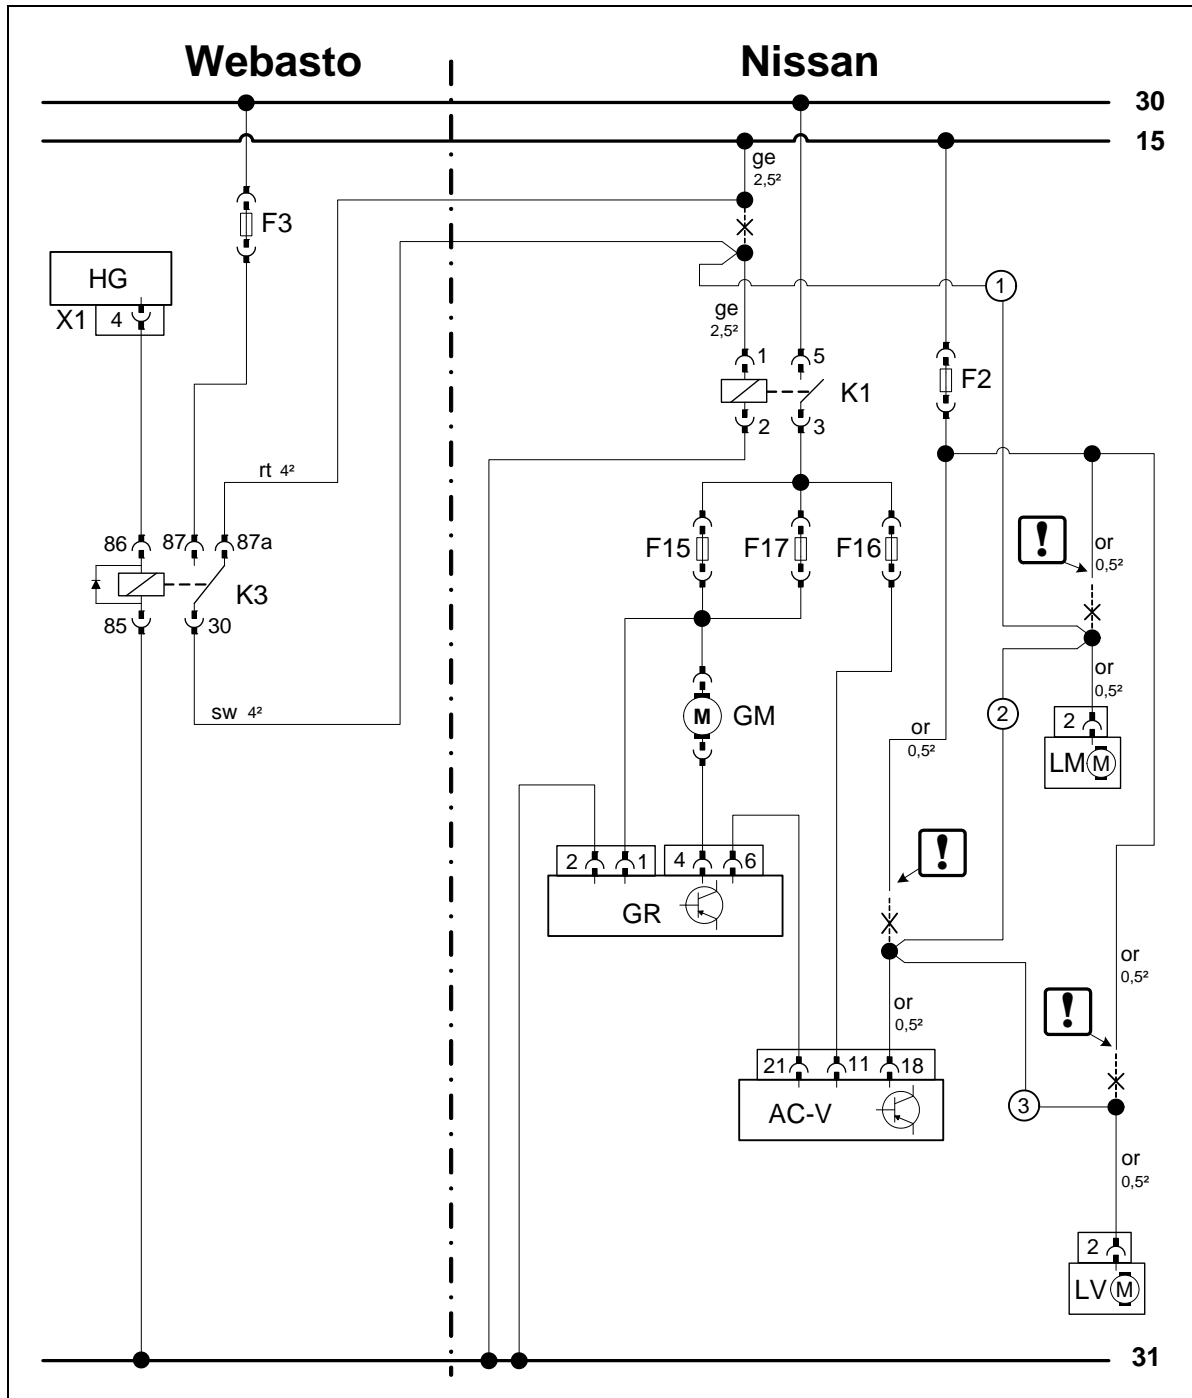 Webasto
Nissan
30
15
ge
2,5²
F3
HG
X1
4
1
ge
2,5²
1
5
F2
K1
2
3
rt 4²
!
or
0,5²
86
87
87a
F15
F17
F16
K3
85
30
or
0,5²
sw 4²
M
GM
2
or
0,5²
2
LM
M
!
2
1
4
6
GR
or
0,5²
!
or
0,5²
21
11
18
3
AC-V
or
0,5²
2
LV
M
31